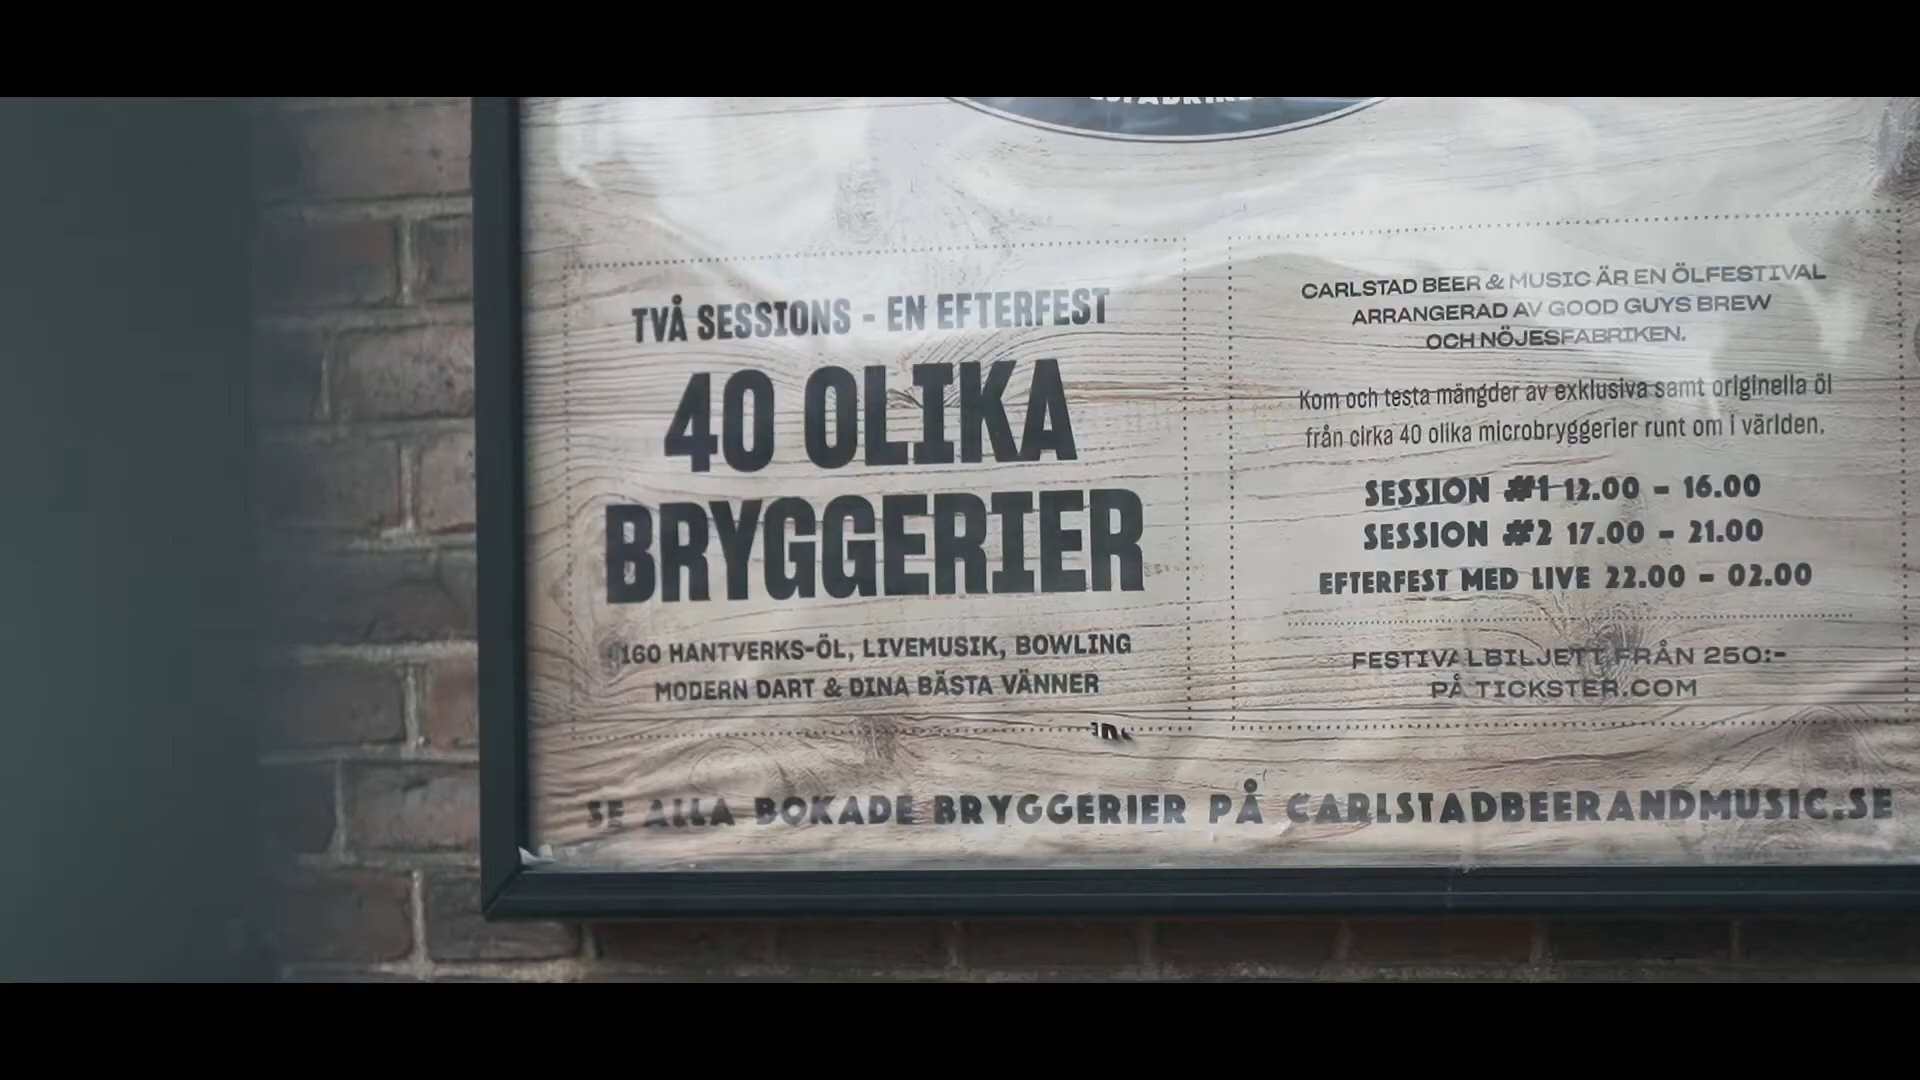 TVÅ SESSIONS - EN EFTERFEST
40 OLIKA
BRYGGERIER
160 HANTVERKS-ÖL, LIVEMUSIK, BOWLING
MODERN DART & DINA BÄSTA VÄNNER
CARLSTAD BEER & MUSIC ÄR EN ÖLFESTIVAL
ARRANGERAD AV GOOD GUYS BREW
OCH NÖJESFABRIKEN.
Kom och testa mängder av exklusiva samt originella öl
från cirka 40 olika microbryggerier runt om i världen.
SESSION #1 12.00 - 16.00
SESSION #2 17.00 - 21.00
EFTERFEST MED LIVE 22.00 - 02.00
FESTIVALBILJETT FRÅN 250:-
PÅ TICKSTER.COM
SE ALLA BOKADE BRYGGERIER PÅ CARLSTADBEERANDMUSIC.SE